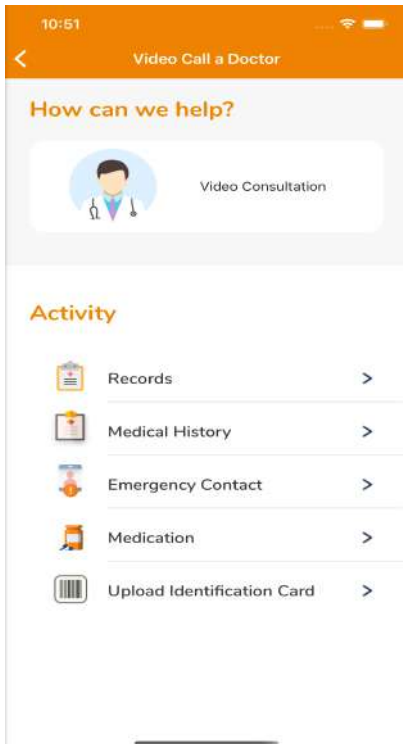 10:51
Video Call a Doctor
How can we help?
Video Consultation
Activity
Records
Medical History
Emergency Contact
Medication
Upload Identification Card